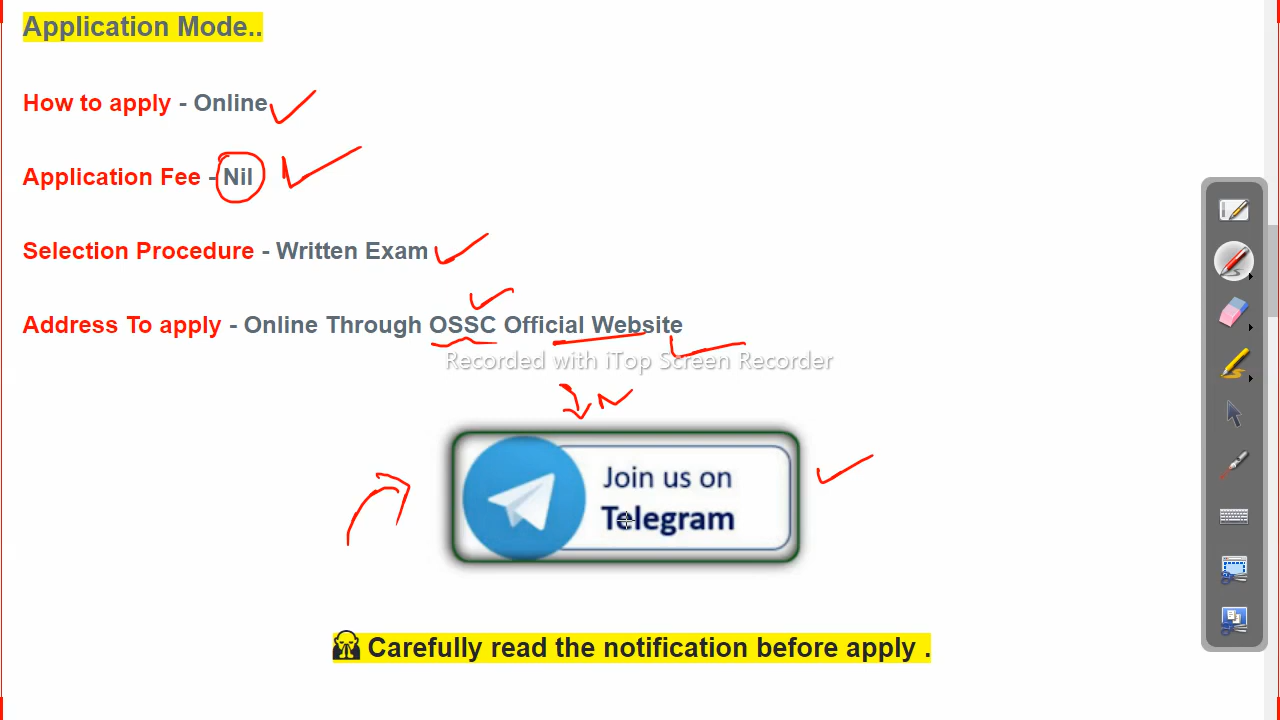 Application Mode..
How to apply - Online
Application Fee - Nil
Selection Procedure - Written Exam
Address To apply - Online Through OSSC Official Website
Recorded with iTop Screen Recorder
Join us on
Telegram
Carefully read the notification before apply .